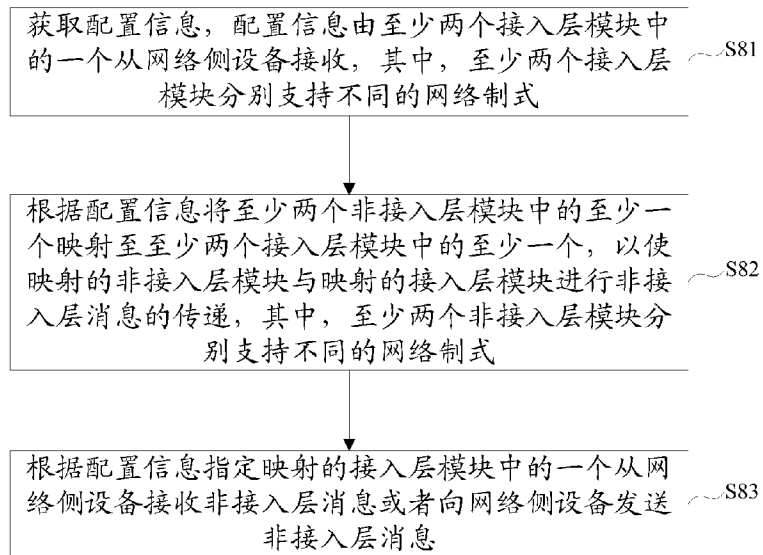 获取配置信息，配置信息由至少两个接入层模块中
的一个从网络侧设备接收，其中，至少两个接入层
模块分别支持不同的网络制式
S81
根据配置信息将至少两个非接入层模块中的至少一
个映射至至少两个接入层模块中的至少一个，以使
映射的非接入层模块与映射的接入层模块进行非接
入层消息的传递，其中，至少两个非接入层模块分
别支持不同的网络制式
S82
根据配置信息指定映射的接入层模块中的一个从网
络侧设备接收非接入层消息或者向网络侧设备发送
非接入层消息
S83